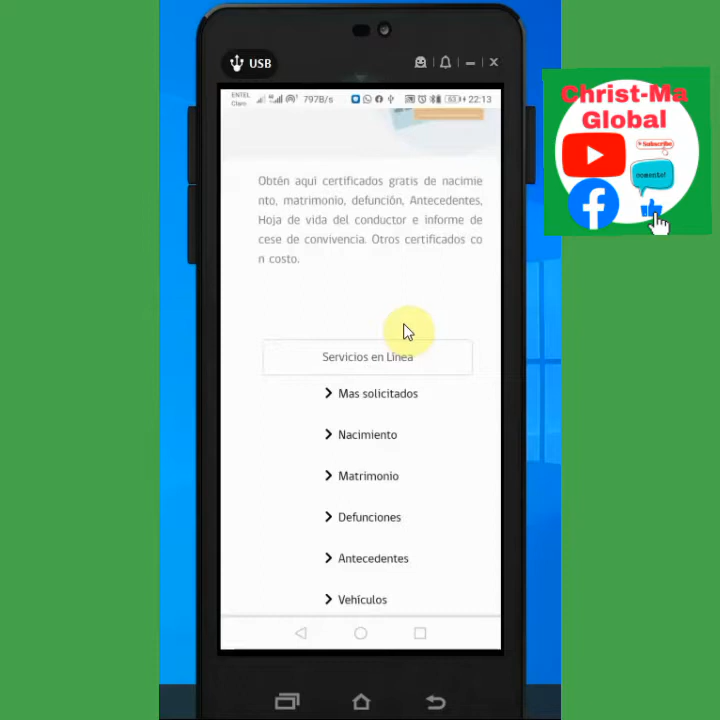 USB
ENTEL
Claro
797B/s
53
22:13
Christ-Ma
Global
Subscribe
comente!
Obtén aquí certificados gratis de nacimie
nto, matrimonio, defunción, Antecedentes,
Hoja de vida del conductor e informe de
cese de convivencia. Otros certificados co
n costo.
Servicios en Línea
Mas solicitados
Nacimiento
Matrimonio
Defunciones
Antecedentes
Vehículos